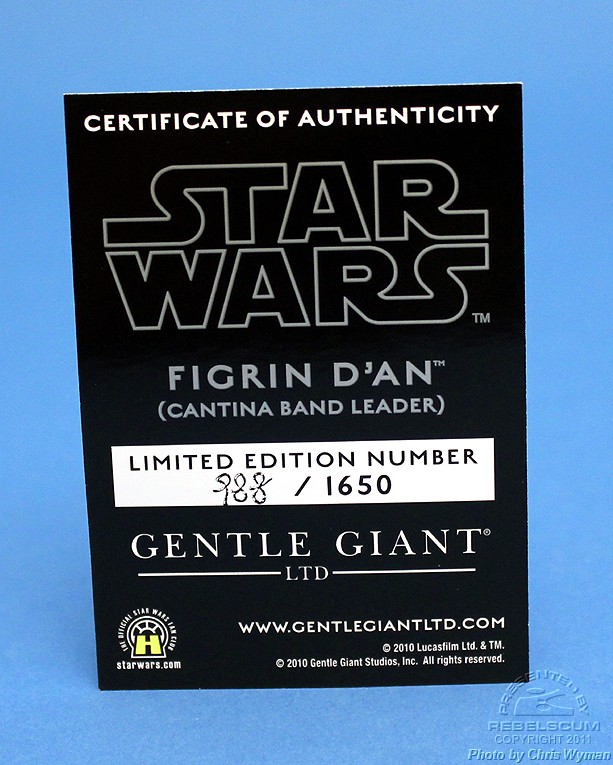 CERTIFICATE OF AUTHENTICITY
STAR
WARS
™
FIGRIN D'AN™
(CANTINA BAND LEADER)
LIMITED EDITION NUMBER
988 / 1650
GENTLE GIANT®
LTD
THE OFFICIAL STAR WARS FAN CLUB
H
starwars.com
WWW.GENTLEGIANTLTD.COM
© 2010 Lucasfilm Ltd. & TM.
© 2010 Gentle Giant Studios, Inc. All rights reserved.
PRESENTED BY
REBELSCUM
COPYRIGHT 2011
Photo by Chris Wyman